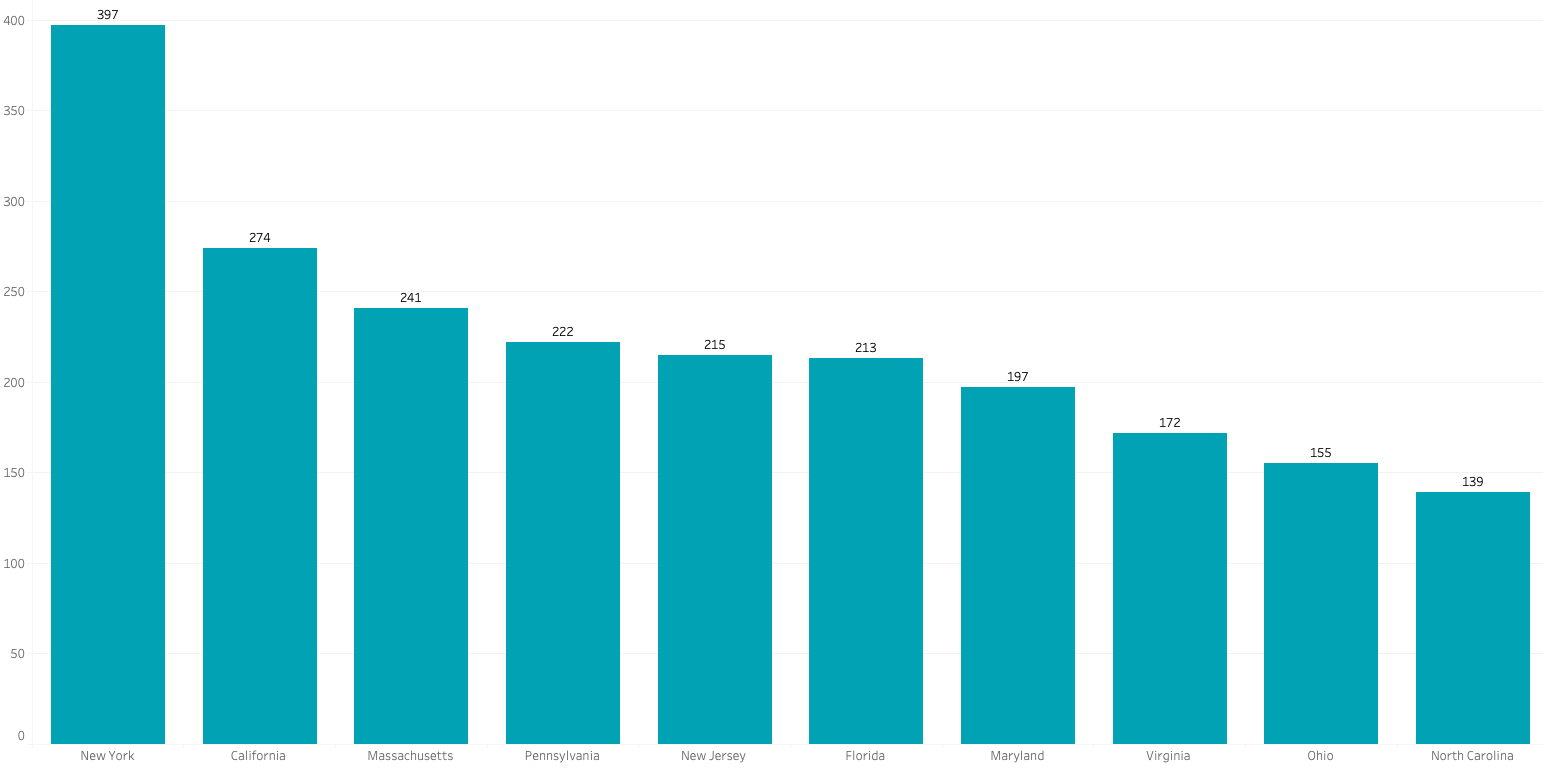 400
350
300
250
200
150
100
50
0
397
274
241
222
215
213
197
172
155
139
New York
California
Massachusetts
Pennsylvania
New Jersey
Florida
Maryland
Virginia
Ohio
North Carolina